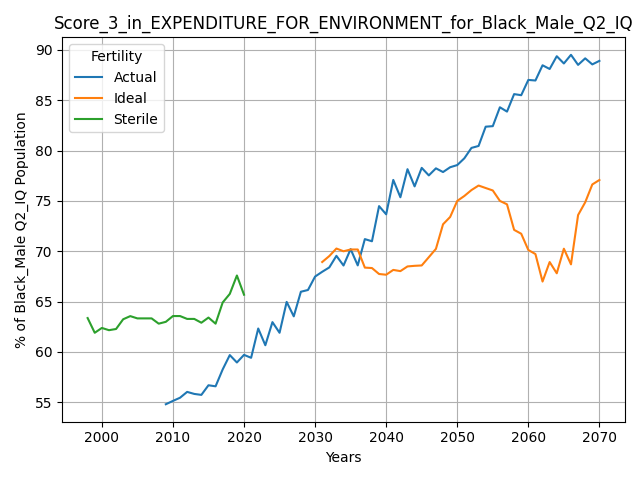 Score_3_in_EXPENDITURE_FOR_ENVIRONMENT_for_Black_Male_Q2_IQ
Fertility
Actual
Ideal
Sterile
% of Black_Male Q2_IQ Population
90
85
80
75
70
65
60
55
2000 2010 2020 2030 2040 2050 2060 2070
Years